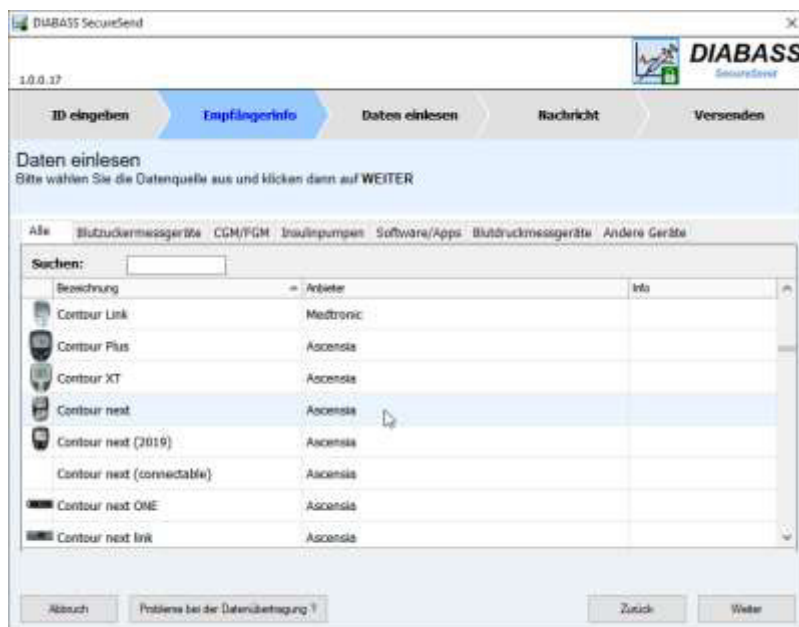 DIABASS SecureSend
DIABASS
1.0.0.17
ID eingeben
Empfängerinfo
Daten einlesen
Nachricht
Versenden
Daten einlesen
Bitte wählen Sie die Datenquelle aus und klicken dann auf WEITER
Alle Blutzuckermessgeräte CGM/FGM Insulinpumpen Software/Apps Blutdruckmessgeräte Andere Geräte
Suchen:
Bezeichnung Anbieter Info
Contour Link Medtronic
Contour Plus Ascensia
Contour XT Ascensia
Contour next Ascensia
Contour next (2019) Ascensia
Contour next (connectable) Ascensia
Contour next ONE Ascensia
Contour next link Ascensia
Abbruch
Probleme bei der Datenübertragung ?
Zurück
Weiter